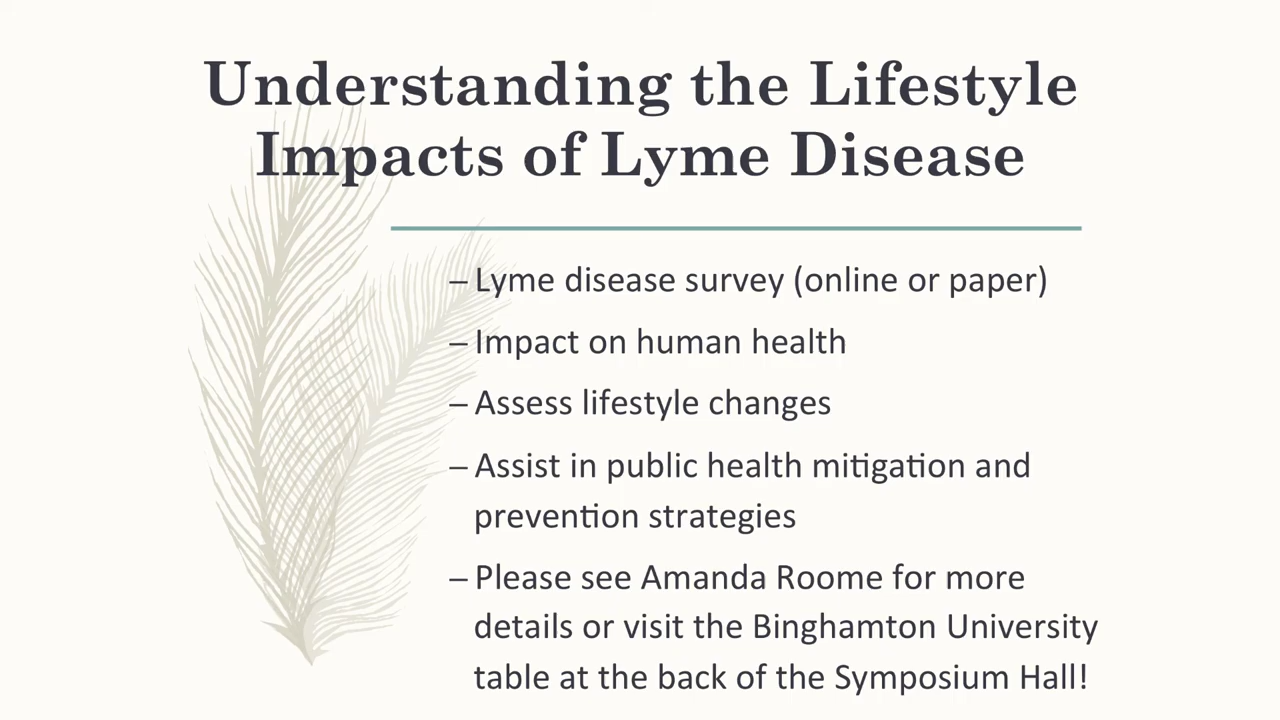 Understanding the Lifestyle
Impacts of Lyme Disease
– Lyme disease survey (online or paper)
– Impact on human health
– Assess lifestyle changes
– Assist in public health mitigation and
prevention strategies
– Please see Amanda Roome for more
details or visit the Binghamton University
table at the back of the Symposium Hall!